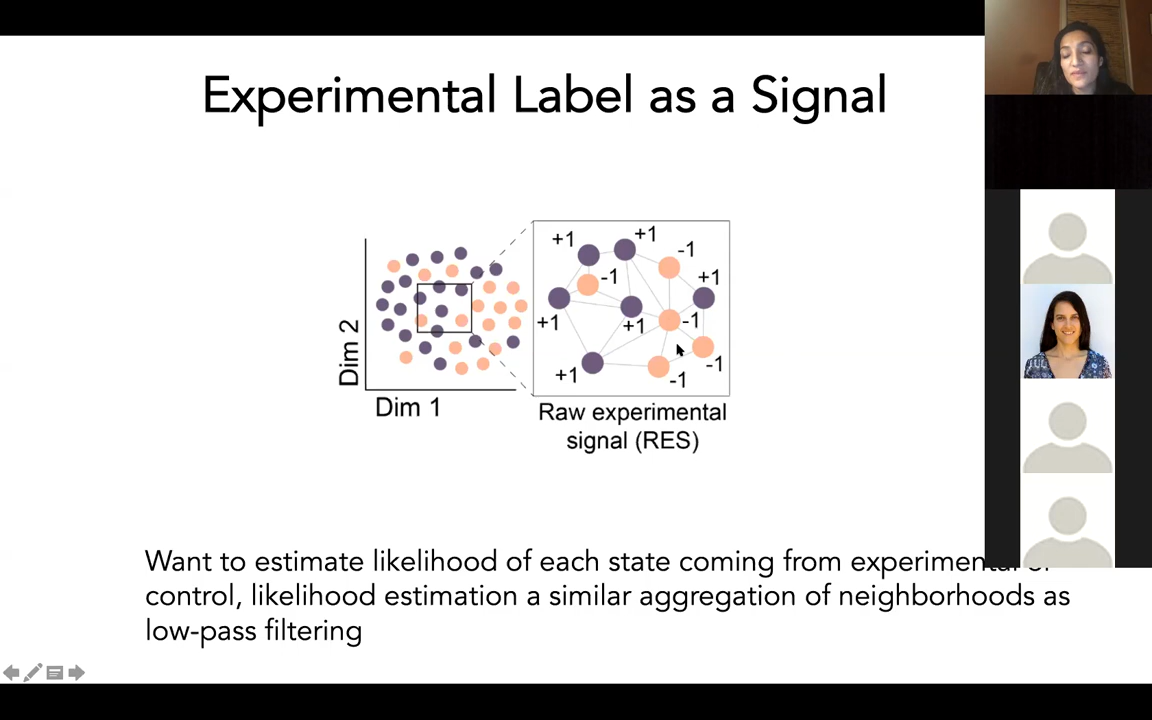 Experimental Label as a Signal
+1
+1
-1
-1
+1
+1
+1
-1
+1
-1
-1
Dim 2
Dim 1
Raw experimental
signal (RES)
Want to estimate likelihood of each state coming from experimental or
control, likelihood estimation a similar aggregation of neighborhoods as
low-pass filtering